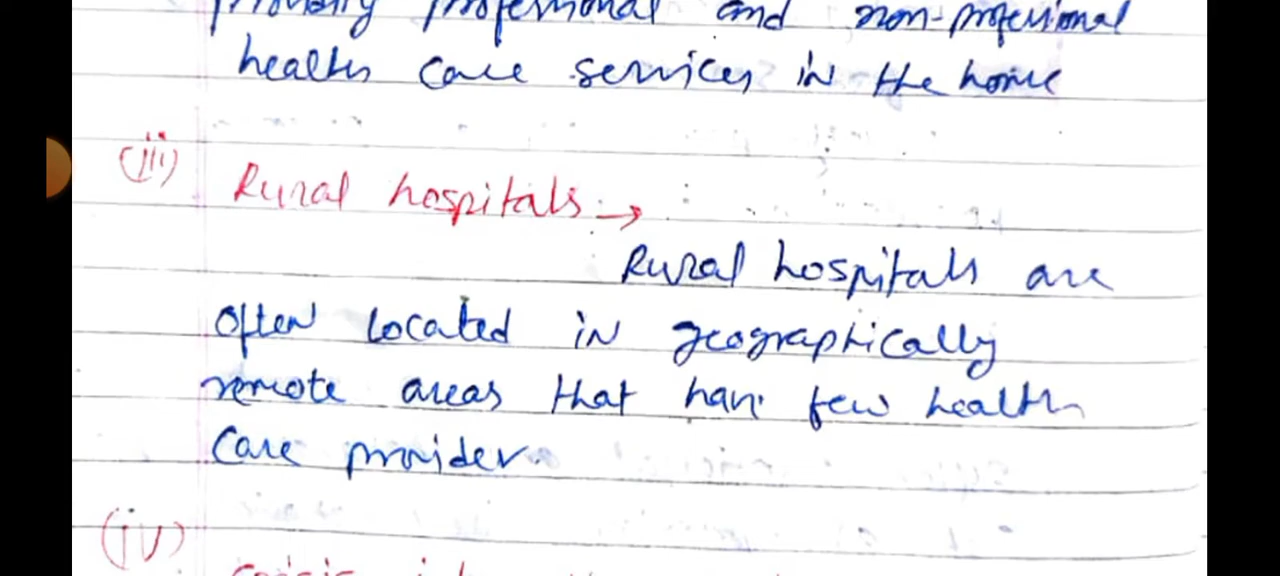 professional and non-professional
health care services in the home
(iii) Rural hospitals →
Rural hospitals are
often located in geographically
remote areas that have few health
care provider.
(iv)